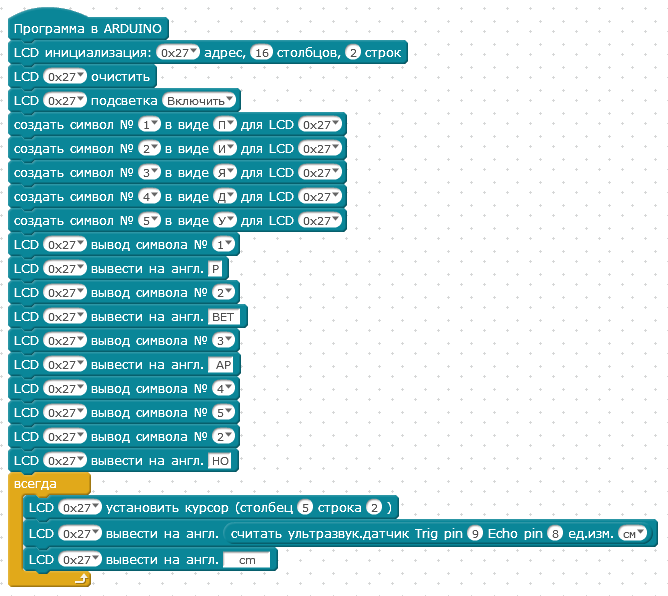 Программа в ARDUINO
LCD инициализация: 0x27 адрес, 16 столбцов, 2 строк
LCD 0x27 очистить
LCD 0x27 подсветка Включить
создать символ № 1 в виде П для LCD 0x27
создать символ № 2 в виде И для LCD 0x27
создать символ № 3 в виде Я для LCD 0x27
создать символ № 4 в виде Д для LCD 0x27
создать символ № 5 в виде У для LCD 0x27
LCD 0x27 вывод символа № 1
LCD 0x27 вывести на англ. P
LCD 0x27 вывод символа № 2
LCD 0x27 вывести на англ. BET
LCD 0x27 вывод символа № 3
LCD 0x27 вывести на англ. AP
LCD 0x27 вывод символа № 4
LCD 0x27 вывод символа № 5
LCD 0x27 вывод символа № 2
LCD 0x27 вывести на англ. HO
всегда
LCD 0x27 установить курсор (столбец 5 строка 2 )
LCD 0x27 вывести на англ. считать ультразвук.датчик Trig pin 9 Echo pin 8 ед.изм. см
LCD 0x27 вывести на англ. cm